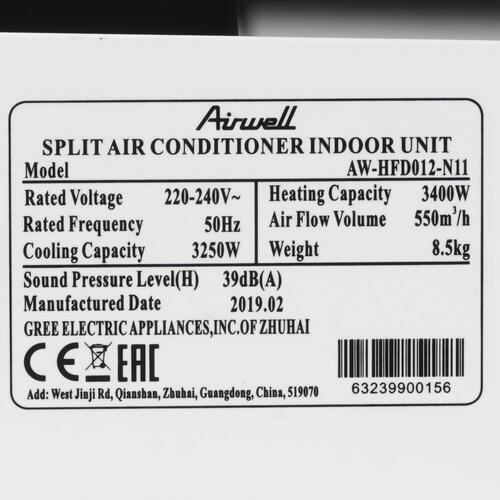 Airwell
SPLIT AIR CONDITIONER INDOOR UNIT
Model AW-HFD012-N11
Rated Voltage 220-240V~
Rated Frequency 50Hz
Cooling Capacity 3250W
Heating Capacity 3400W
Air Flow Volume 550m³/h
Weight 8.5kg
Sound Pressure Level(H) 39dB(A)
Manufactured Date 2019.02
GREE ELECTRIC APPLIANCES,INC.OF ZHUHAI
CE EAC
63239900156
Add: West Jinji Rd, Qianshan, Zhuhai, Guangdong, China, 519070